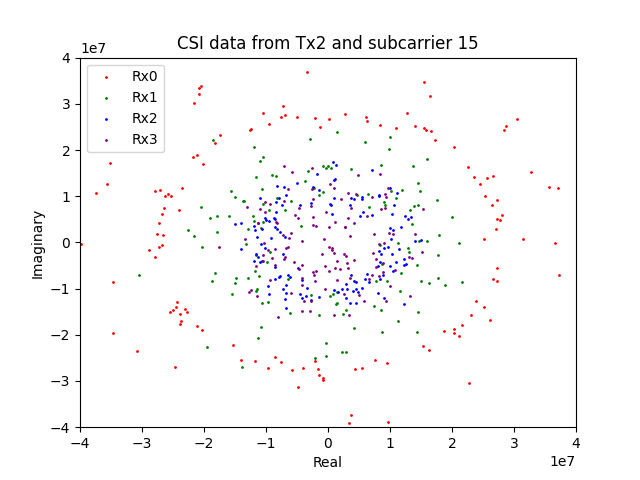 CSI data from Tx2 and subcarrier 15
1e7
4
3
2
1
0
−1
−2
−3
−4
Imaginary
Rx0
Rx1
Rx2
Rx3
−4 −3 −2 −1 0 1 2 3 4
Real
1e7